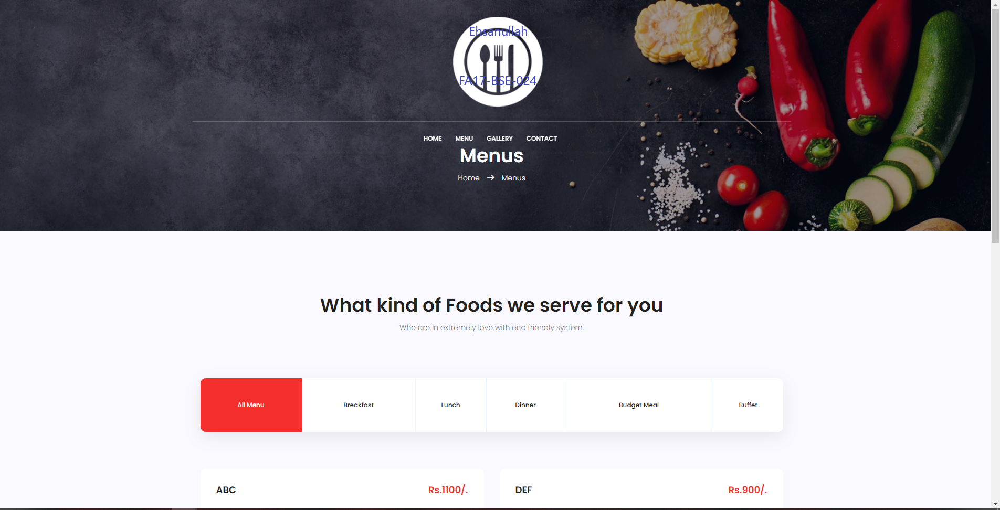 Ehsanullah
FA17-BSE-024
HOME MENU GALLERY CONTACT
Menus
Home → Menus
What kind of Foods we serve for you
Who are in extremely love with eco friendly system.
All Menu Breakfast Lunch Dinner Budget Meal Buffet
ABC Rs.1100/. DEF Rs.900/.